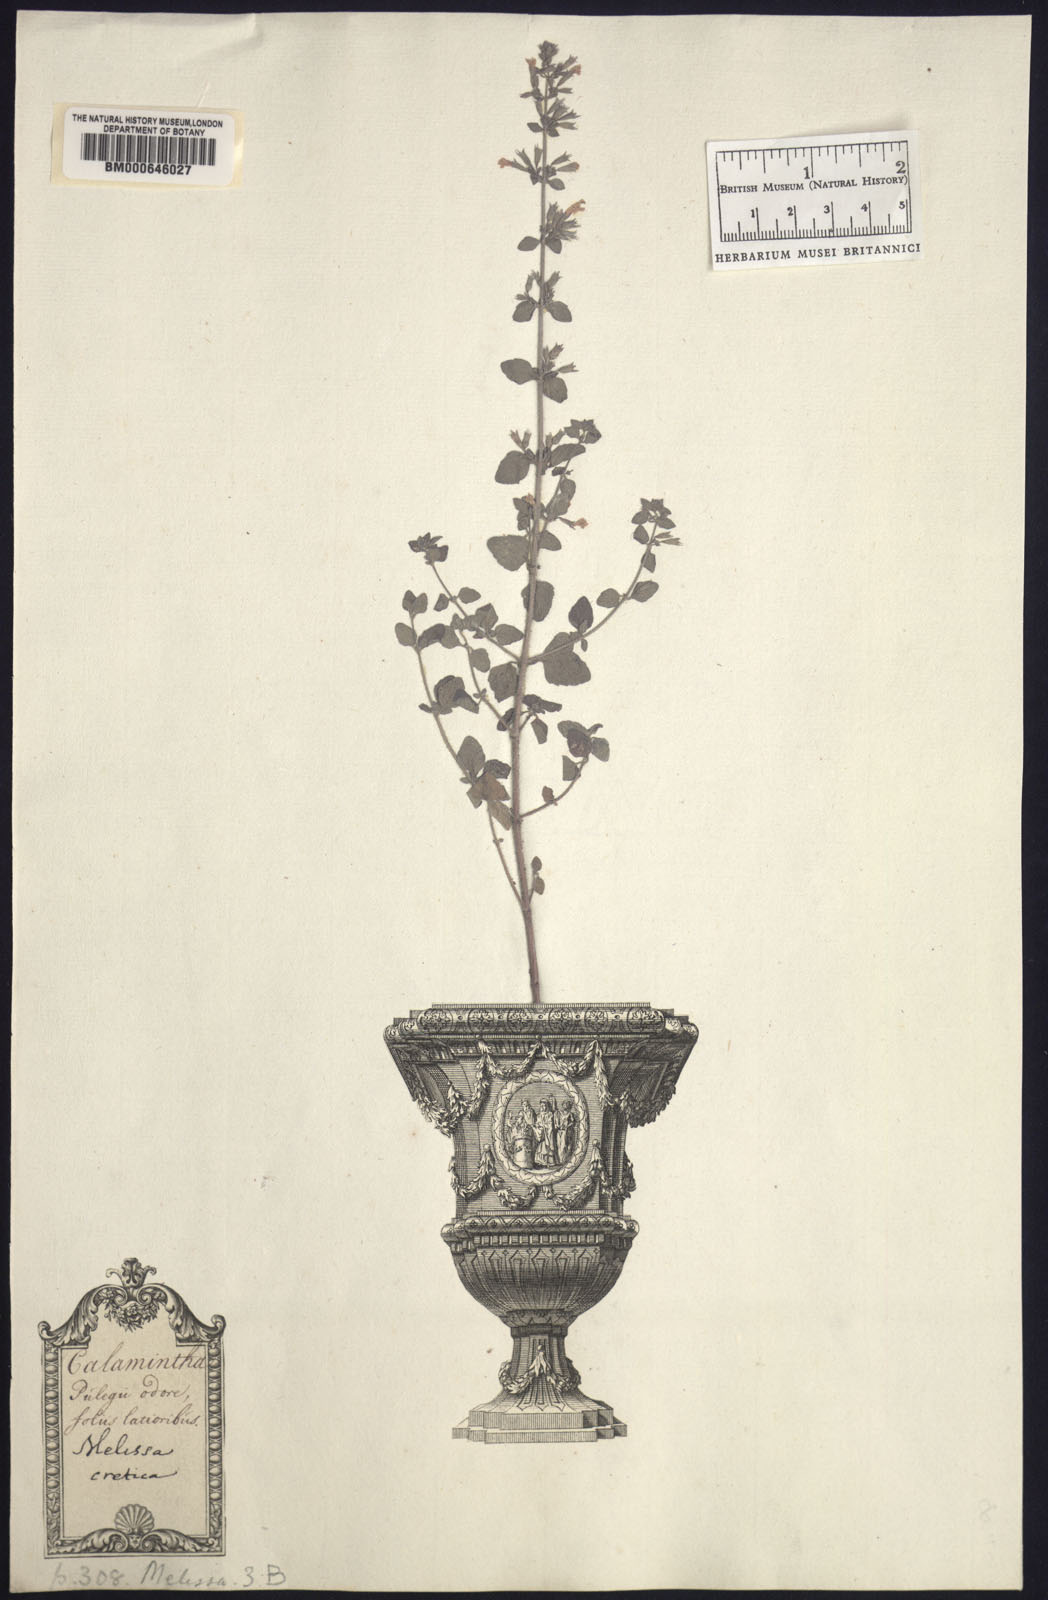 THE NATURAL HISTORY MUSEUM, LONDON
DEPARTMENT OF BOTANY
BM000646027
1 2
BRITISH MUSEUM (NATURAL HISTORY)
1 2 3 4 5
HERBARIUM MUSEI BRITANNICI
Calamintha
Pulegii odore,
foliis latioribus.
Melissa
cretica
p. 308. Melissa. 3. B
8